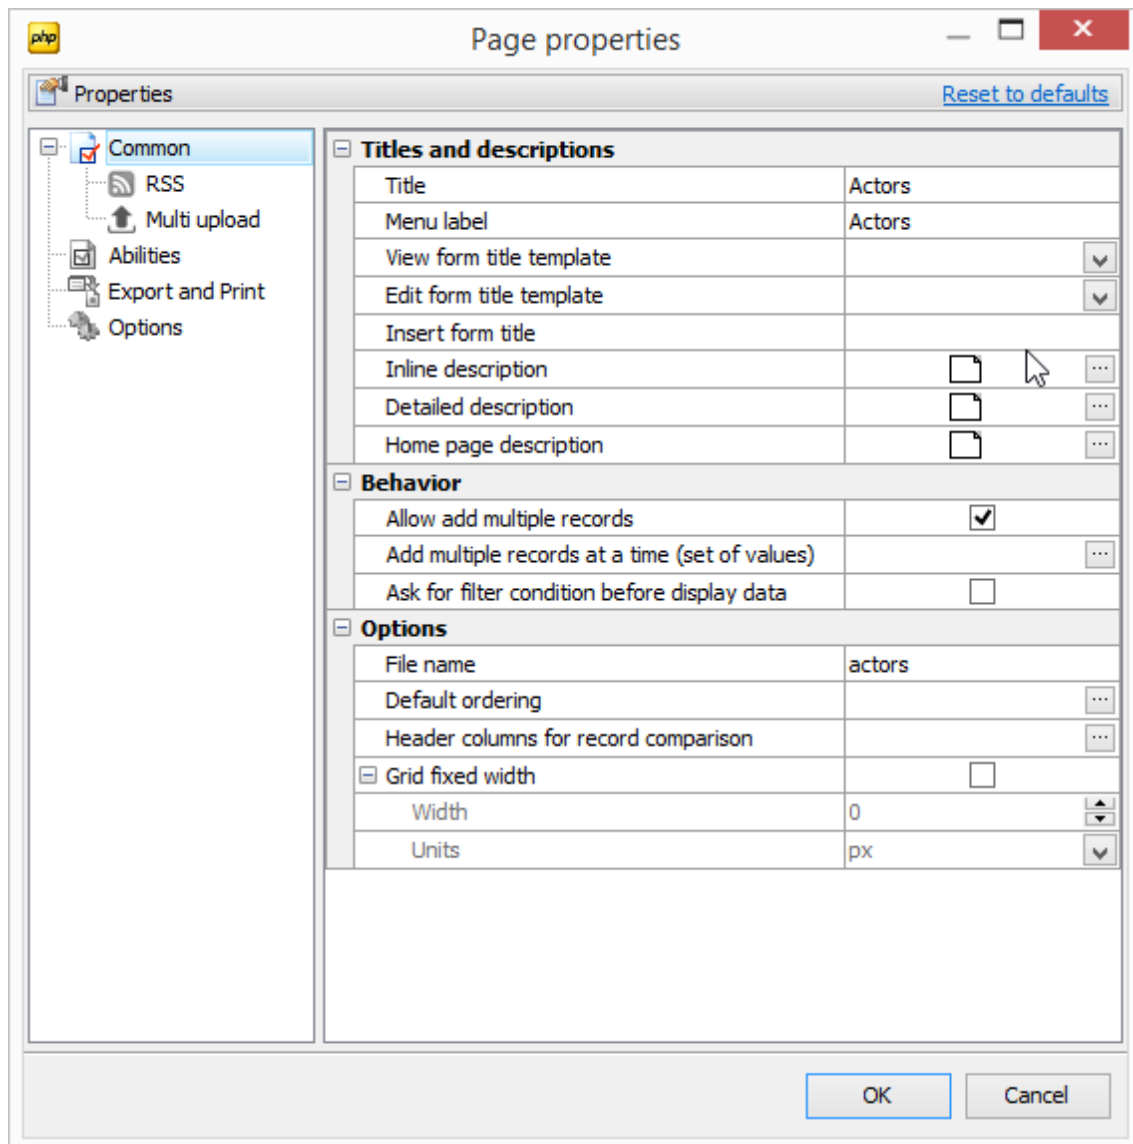 php
Page properties
Properties
Reset to defaults
Common
RSS
Multi upload
Abilities
Export and Print
Options
Titles and descriptions
Title Actors
Menu label Actors
View form title template
Edit form title template
Insert form title
Inline description ...
Detailed description ...
Home page description ...
Behavior
Allow add multiple records
Add multiple records at a time (set of values) ...
Ask for filter condition before display data
Options
File name actors
Default ordering ...
Header columns for record comparison ...
Grid fixed width
Width 0
Units px
OK
Cancel